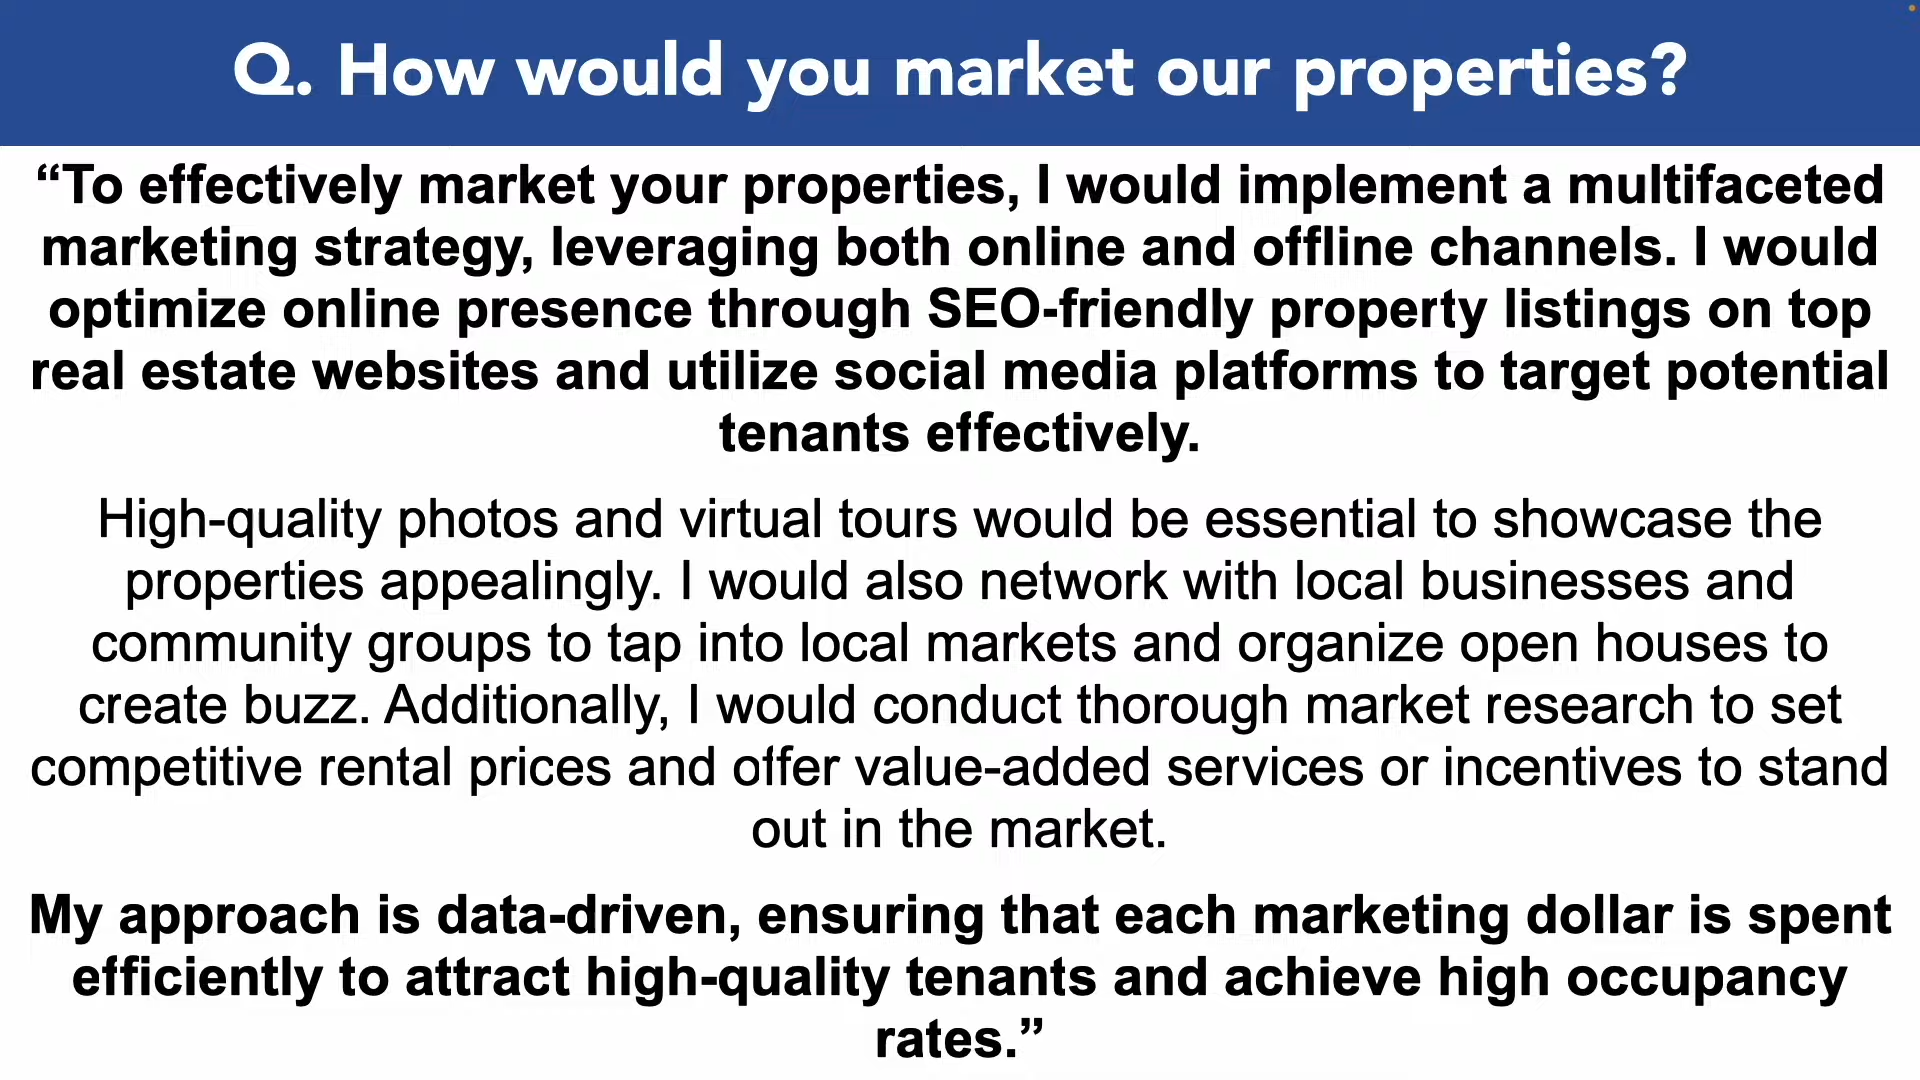 Q. How would you market our properties?
“To effectively market your properties, I would implement a multifaceted
marketing strategy, leveraging both online and offline channels. I would
optimize online presence through SEO-friendly property listings on top
real estate websites and utilize social media platforms to target potential
tenants effectively.
High-quality photos and virtual tours would be essential to showcase the
properties appealingly. I would also network with local businesses and
community groups to tap into local markets and organize open houses to
create buzz. Additionally, I would conduct thorough market research to set
competitive rental prices and offer value-added services or incentives to stand
out in the market.
My approach is data-driven, ensuring that each marketing dollar is spent
efficiently to attract high-quality tenants and achieve high occupancy
rates.”